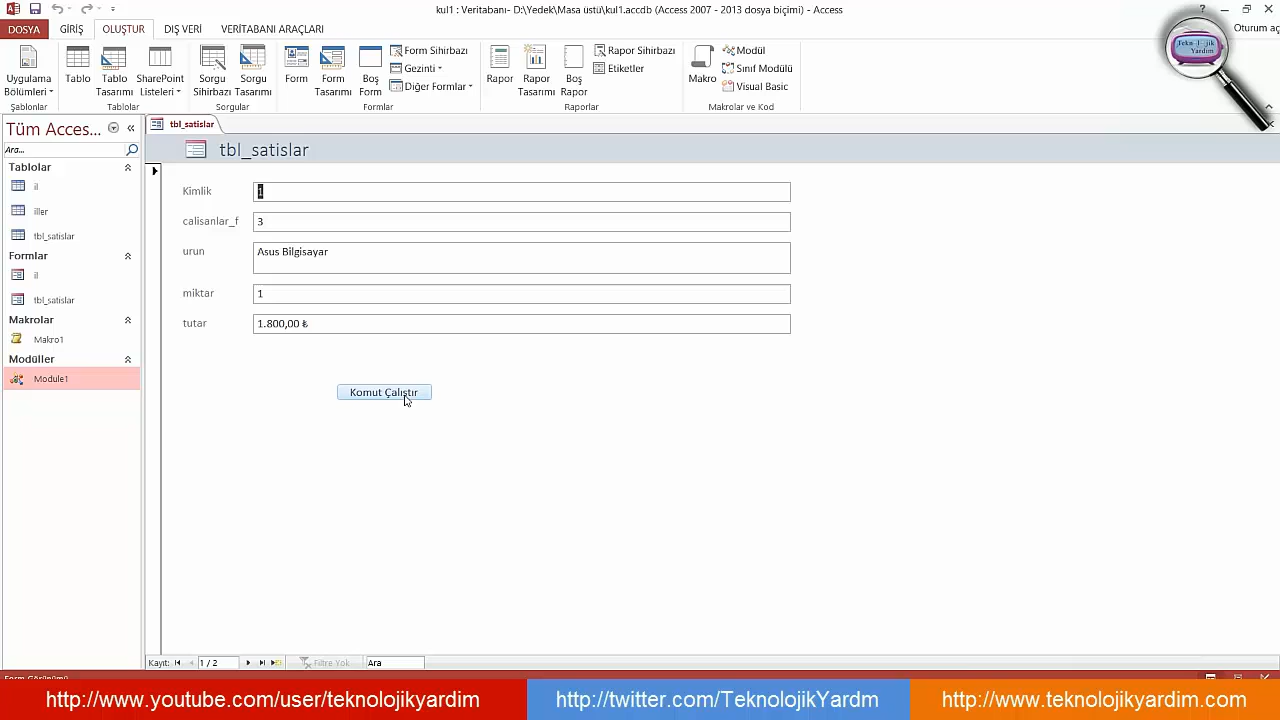 kul1 : Veritabanı- D:\Yedek\Masa üstü\kul1.accdb (Access 2007 - 2013 dosya biçimi) - Access
DOSYA GİRİŞ OLUŞTUR DIŞ VERİ VERİTABANI ARAÇLARI
Oturum aç
Uygulama Bölümleri
Şablonlar
Tablo
Tablo Tasarımı
SharePoint Listeleri
Tablolar
Sorgu Sihirbazı
Sorgu Tasarımı
Sorgular
Form
Form Tasarımı
Boş Form
Form Sihirbazı
Gezinti
Diğer Formlar
Formlar
Rapor
Rapor Tasarımı
Boş Rapor
Rapor Sihirbazı
Etiketler
Raporlar
Makro
Modül
Sınıf Modülü
Visual Basic
Makrolar ve Kod
Tekn-l-jik
Yardım
Tüm Acces...
Ara...
Tablolar
il
iller
tbl_satislar
Formlar
il
tbl_satislar
Makrolar
Makro1
Modüller
Module1
tbl_satislar
tbl_satislar
Kimlik 1
calisanlar_f 3
urun Asus Bilgisayar
miktar 1
tutar 1.800,00 ₺
Komut Çalıştır
Kayıt: 1 / 2 Filtre Yok Ara
Form Görünümü
http://www.youtube.com/user/teknolojikyardim
http://twitter.com/TeknolojikYardm
http://www.teknolojikyardim.com